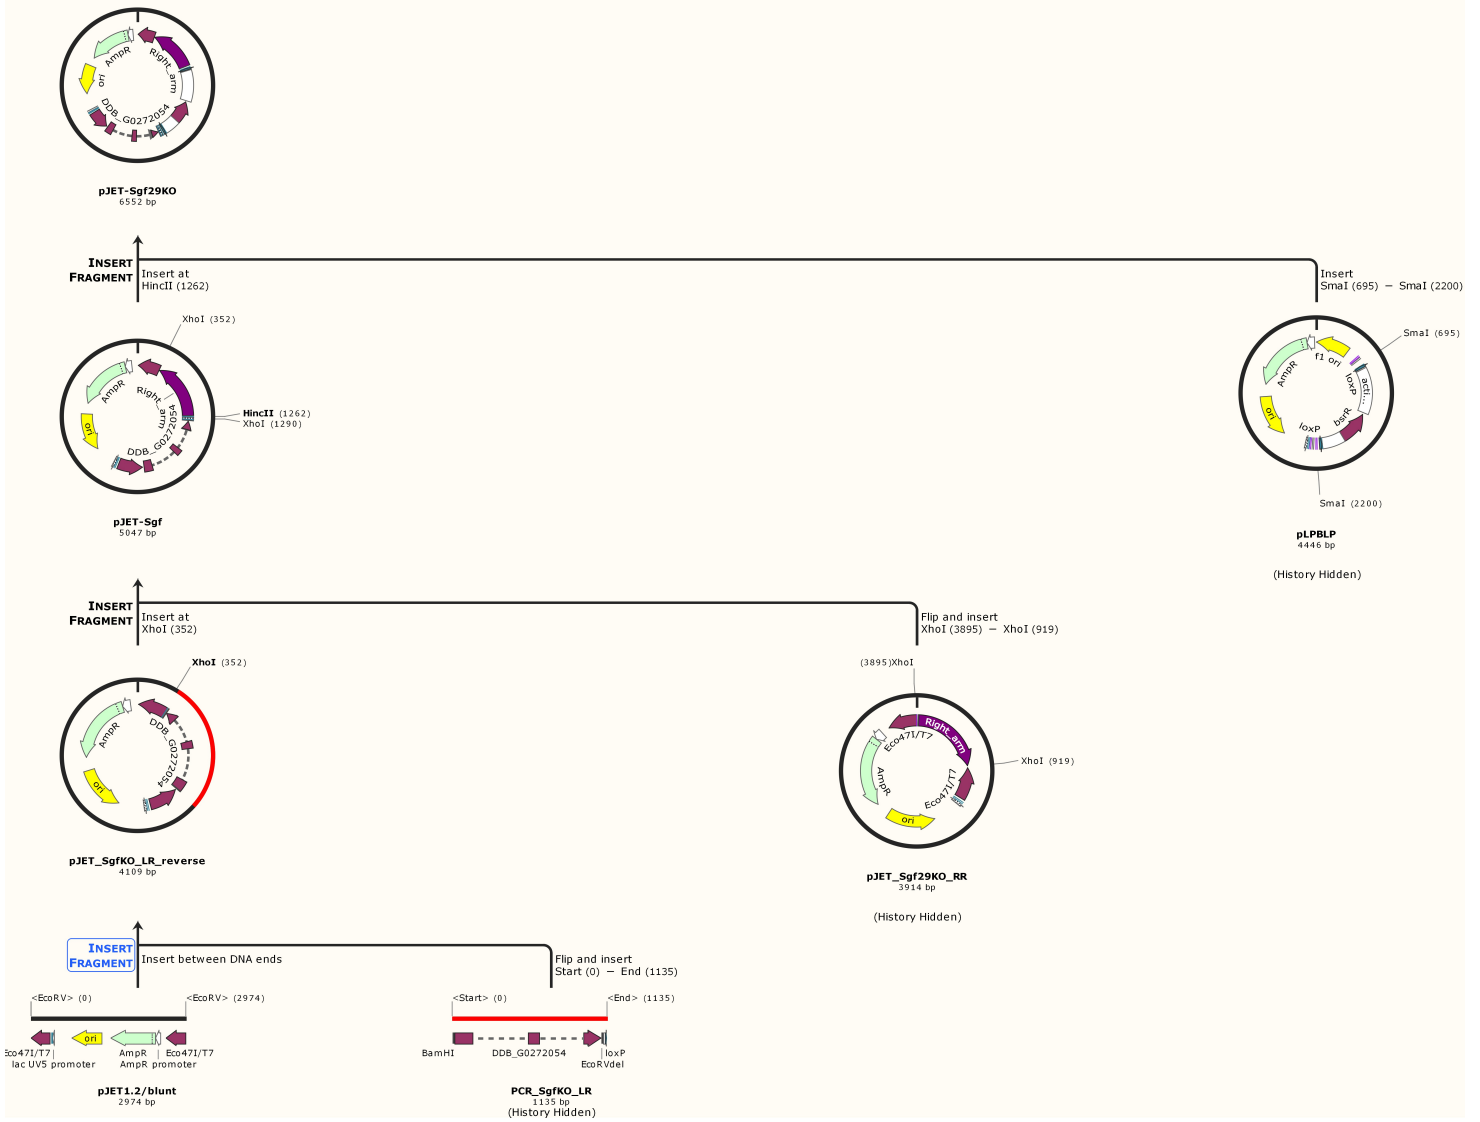 AmpR
ori
Right_arm
DDB_G0272054
pJET-Sgf29KO
6552 bp
INSERT
FRAGMENT
Insert at
HincII (1262)
Insert
SmaI (695) — SmaI (2200)
XhoI (352)
AmpR
ori
Right_arm
DDB_G0272054
HincII (1262)
XhoI (1290)
pJET-Sgf
5047 bp
SmaI (695)
f1 ori
AmpR
loxP
acti...
ori
bsrR
loxP
SmaI (2200)
pLPBLP
4446 bp
(History Hidden)
INSERT
FRAGMENT
Insert at
XhoI (352)
Flip and insert
XhoI (3895) — XhoI (919)
XhoI (352)
AmpR
ori
DDB_G0272054
pJET_SgfKO_LR_reverse
4109 bp
(3895)XhoI
Right_arm
Eco47I/T7
AmpR
Eco47I/T7
ori
XhoI (919)
pJET_Sgf29KO_RR
3914 bp
(History Hidden)
INSERT
FRAGMENT
Insert between DNA ends
Flip and insert
Start (0) — End (1135)
<EcoRV> (0)
<EcoRV> (2974)
ori
Eco47I/T7
AmpR
Eco47I/T7
lac UV5 promoter
AmpR promoter
pJET1.2/blunt
2974 bp
<Start> (0)
<End> (1135)
BamHI
DDB_G0272054
loxP
EcoRVdel
PCR_SgfKO_LR
1135 bp
(History Hidden)